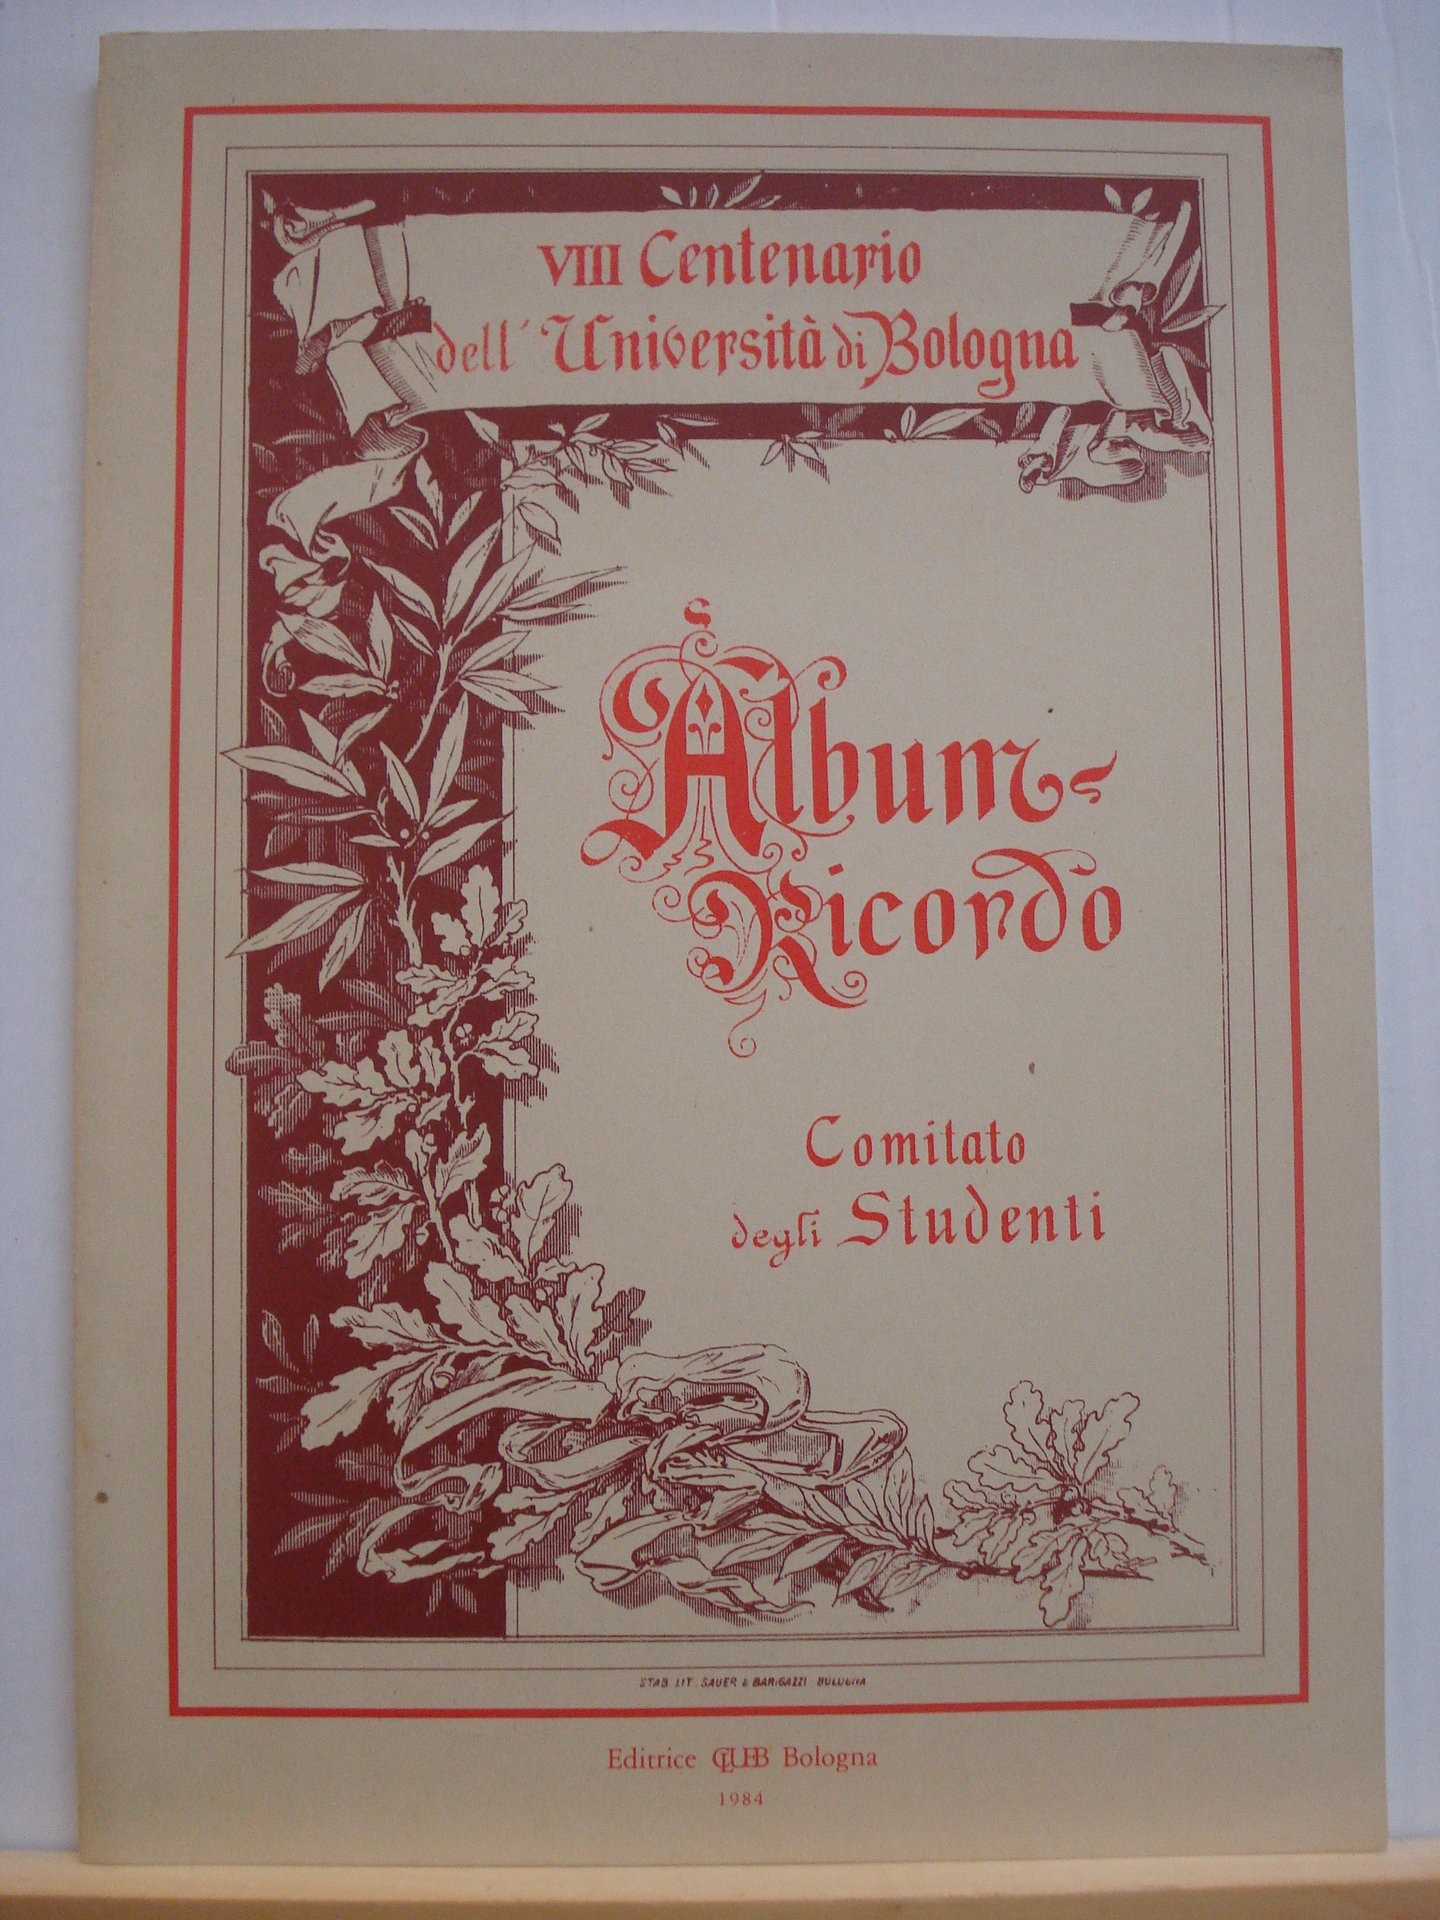 VIII Centenario
dell'Università di Bologna
Album-
Ricordo
Comitato
degli Studenti
STAB LIT. SAUER & BARIGAZZI BOLOGNA
Editrice CLUEB Bologna
1984